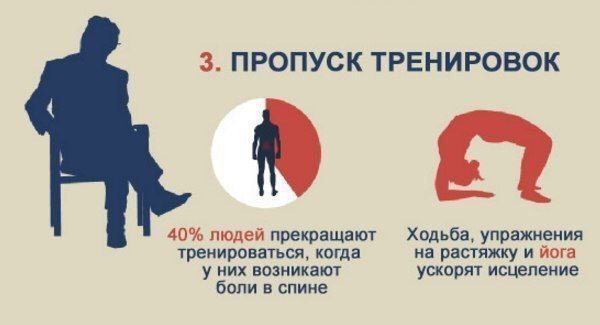 3. ПРОПУСК ТРЕНИРОВОК
40% людей прекращают
тренироваться, когда
у них возникают
боли в спине
Ходьба, упражнения
на растяжку и йога
ускорят исцеление